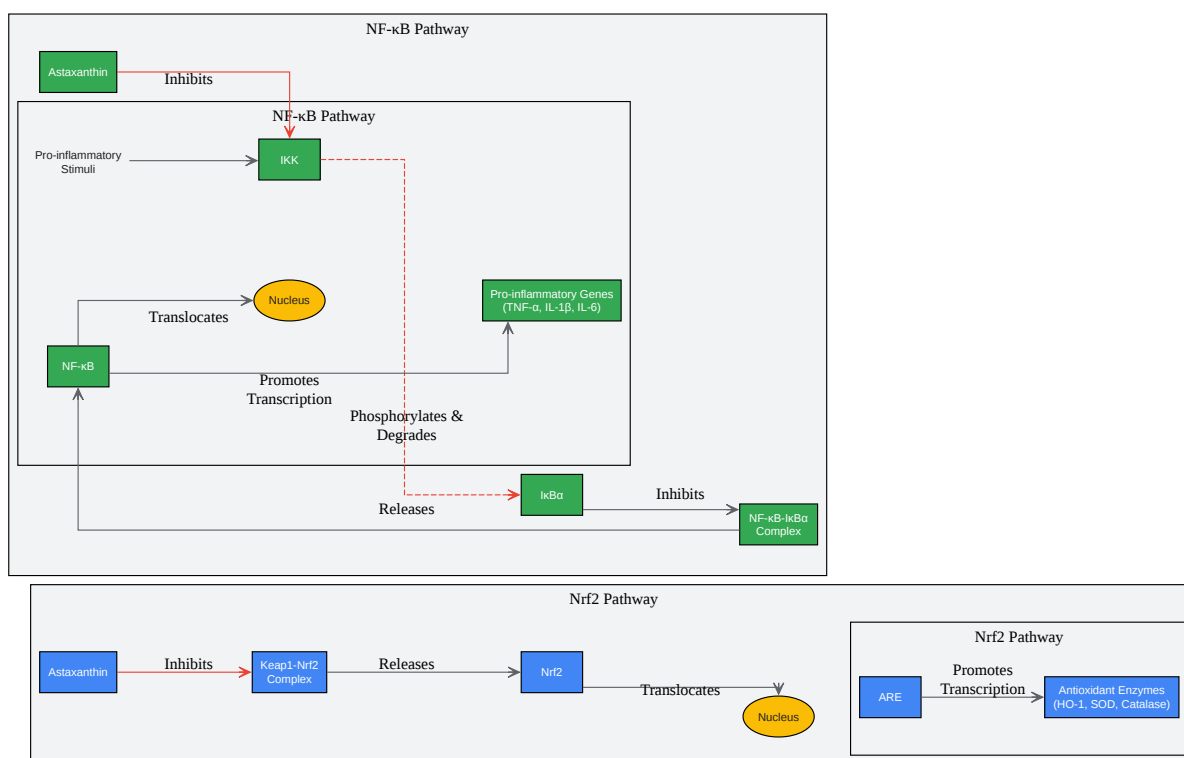 NF-κB Pathway
Astaxanthin
Inhibits
NF-κB Pathway
Pro-inflammatory
Stimuli
IKK
Nucleus
Translocates
Pro-inflammatory Genes
(TNF-α, IL-1β, IL-6)
NF-κB
Promotes
Transcription
Phosphorylates &
Degrades
IκBα
Inhibits
Releases
NF-κB-IκBα
Complex
Nrf2 Pathway
Astaxanthin
Inhibits
Keap1-Nrf2
Complex
Releases
Nrf2
Translocates
Nucleus
Nrf2 Pathway
ARE
Promotes
Transcription
Antioxidant Enzymes
(HO-1, SOD, Catalase)